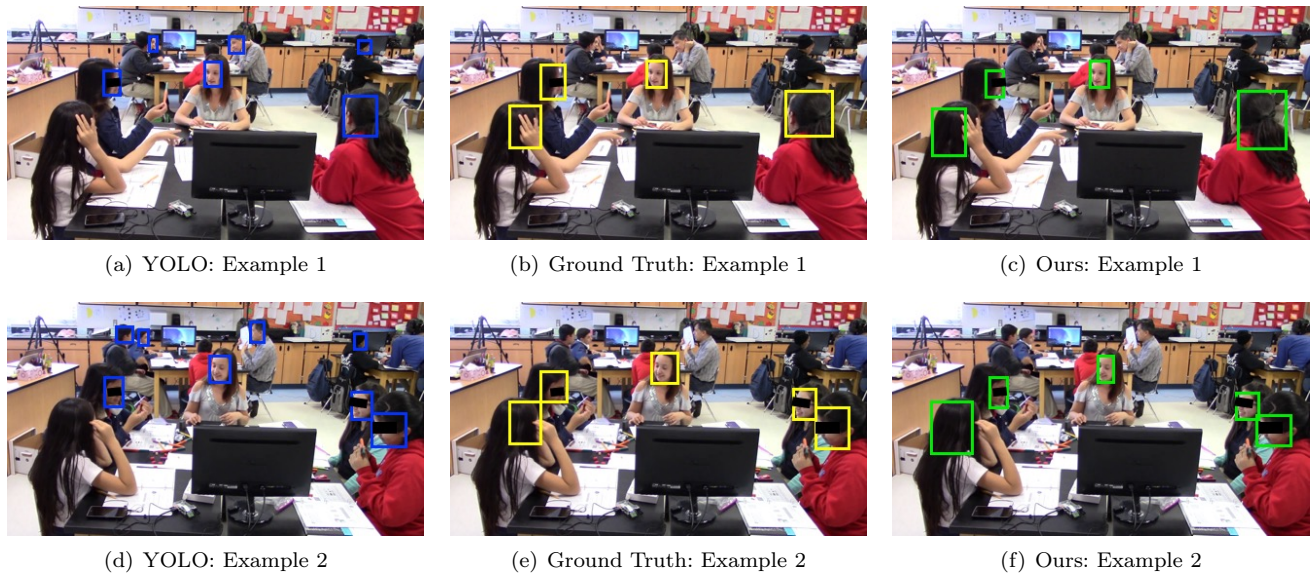 (a) YOLO: Example 1
(b) Ground Truth: Example 1
(c) Ours: Example 1
(d) YOLO: Example 2
(e) Ground Truth: Example 2
(f) Ours: Example 2